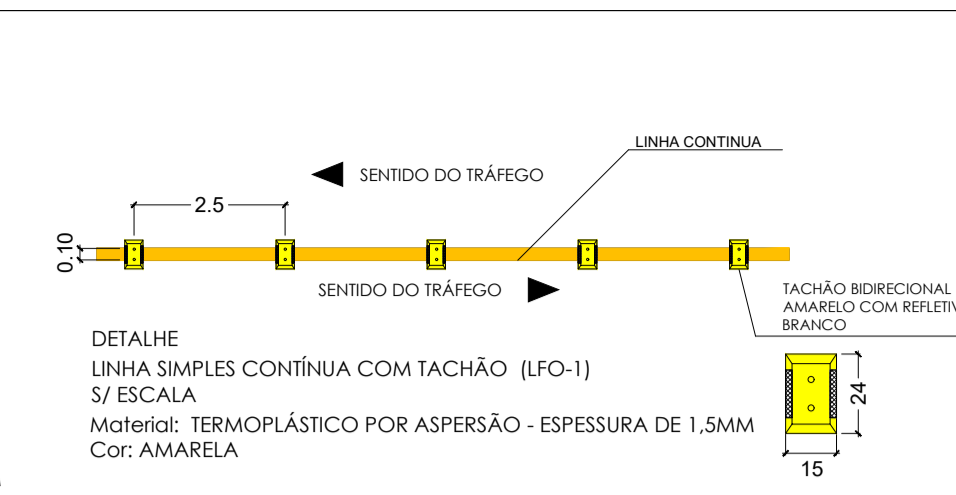 LINHA CONTINUA
SENTIDO DO TRÁFEGO
2.5
0.10
SENTIDO DO TRÁFEGO
TACHÃO BIDIRECIONAL
AMARELO COM REFLETIV
BRANCO
DETALHE
LINHA SIMPLES CONTÍNUA COM TACHÃO (LFO-1)
S/ ESCALA
Material: TERMOPLÁSTICO POR ASPERSÃO - ESPESSURA DE 1,5MM
Cor: AMARELA
24
15